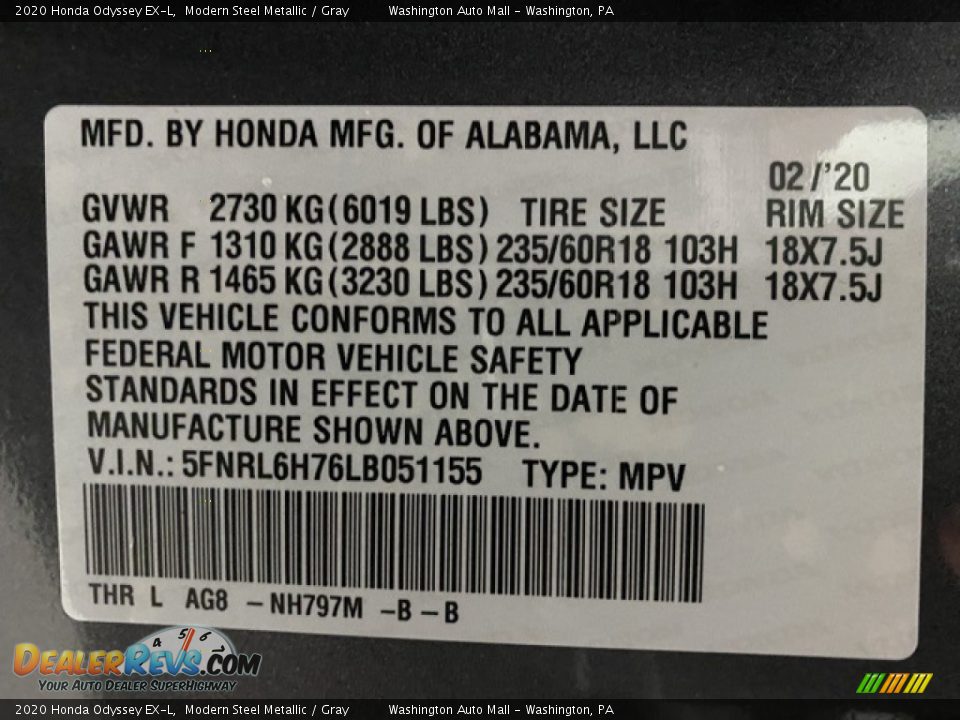 2020 Honda Odyssey EX-L, Modern Steel Metallic / Gray Washington Auto Mall - Washington, PA
MFD. BY HONDA MFG. OF ALABAMA, LLC
02/'20
GVWR 2730 KG(6019 LBS) TIRE SIZE RIM SIZE
GAWR F 1310 KG(2888 LBS) 235/60R18 103H 18X7.5J
GAWR R 1465 KG(3230 LBS) 235/60R18 103H 18X7.5J
THIS VEHICLE CONFORMS TO ALL APPLICABLE
FEDERAL MOTOR VEHICLE SAFETY
STANDARDS IN EFFECT ON THE DATE OF
MANUFACTURE SHOWN ABOVE.
V.I.N.: 5FNRL6H76LB051155 TYPE: MPV
THR L AG8 -NH797M -B-B
4 5 6
DEALERREVS.COM
YOUR AUTO DEALER SUPERHIGHWAY
2020 Honda Odyssey EX-L, Modern Steel Metallic / Gray Washington Auto Mall - Washington, PA